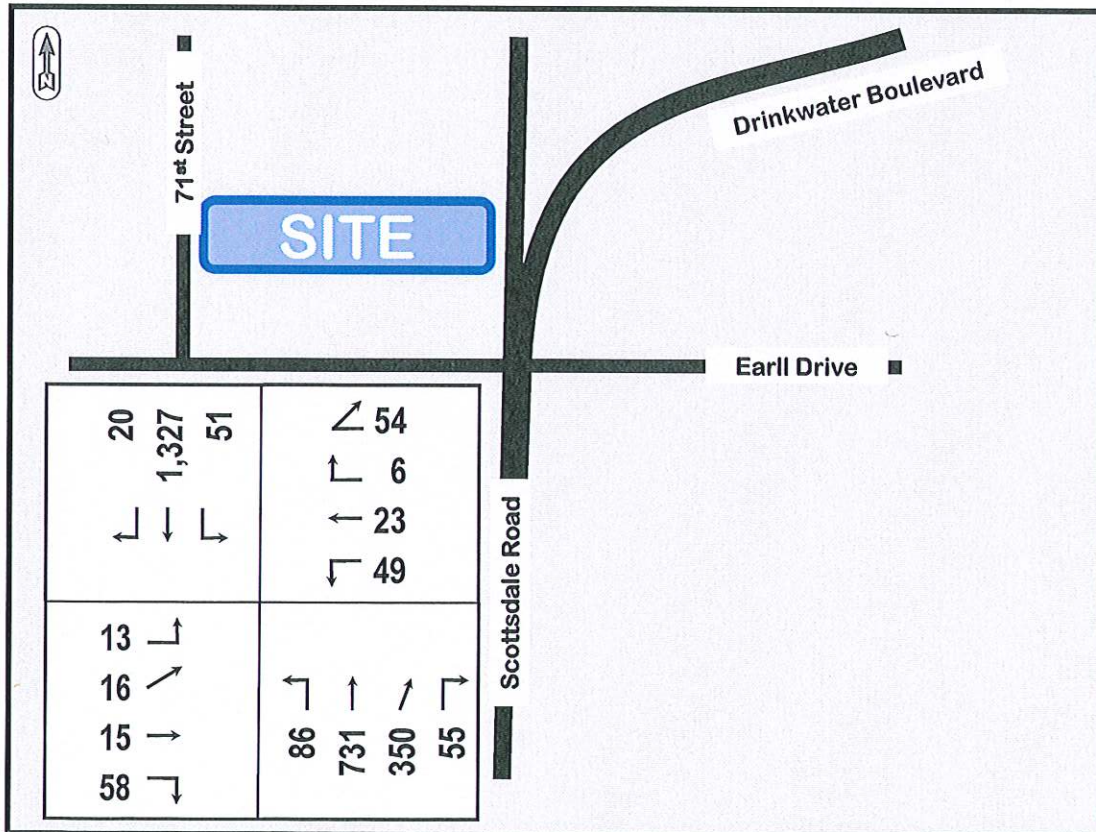 N
71st Street
Drinkwater Boulevard
SITE
Earll Drive
Scottsdale Road
20
1,327
51
54
6
23
49
13
16
15
58
86
731
350
55